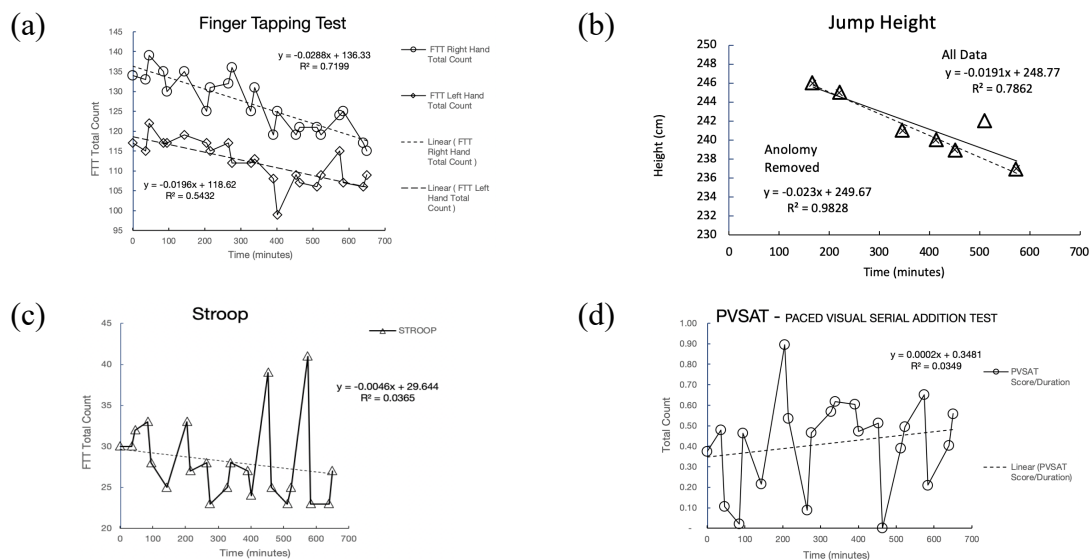 (a)
Finger Tapping Test
y = -0.0288x + 136.33
R² = 0.7199
FTT Right Hand
Total Count
FTT Left Hand
Total Count
Linear ( FTT
Right Hand
Total Count )
Linear ( FTT Left
Hand Total
Count )
y = -0.0196x + 118.62
R² = 0.5432
FTT Total Count
145
140
135
130
125
120
115
110
105
100
95
0 100 200 300 400 500 600 700
Time (minutes)
(b)
Jump Height
All Data
y = -0.0191x + 248.77
R² = 0.7862
Anolomy
Removed
y = -0.023x + 249.67
R² = 0.9828
Height (cm)
250
248
246
244
242
240
238
236
234
232
230
0 100 200 300 400 500 600 700
Time (minutes)
(c)
Stroop
STROOP
y = -0.0046x + 29.644
R² = 0.0365
FTT Total Count
45
40
35
30
25
20
0 100 200 300 400 500 600 700
Time (minutes)
(d)
PVSAT - PACED VISUAL SERIAL ADDITION TEST
y = 0.0002x + 0.3481
R² = 0.0349
PVSAT
Score/Duration
Linear (PVSAT
Score/Duration)
Total Count
1.00
0.90
0.80
0.70
0.60
0.50
0.40
0.30
0.20
0.10
-
0 100 200 300 400 500 600 700
Time (minutes)